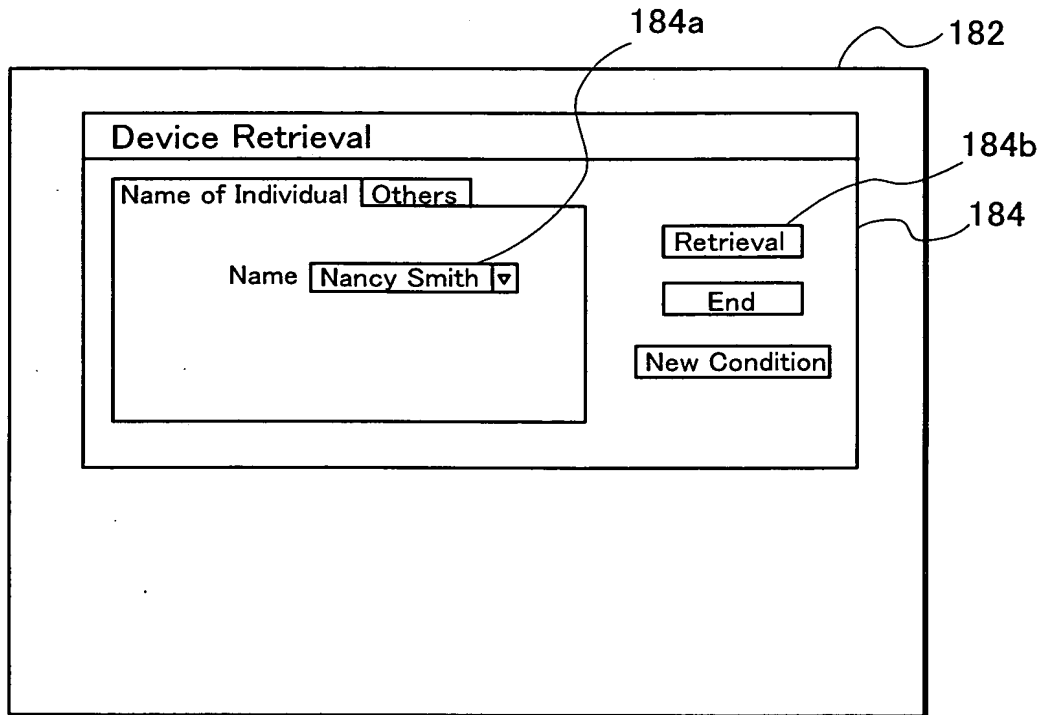 184a
182
Device Retrieval
184b
Name of Individual Others
184
Retrieval
Name Nancy Smith
End
New Condition